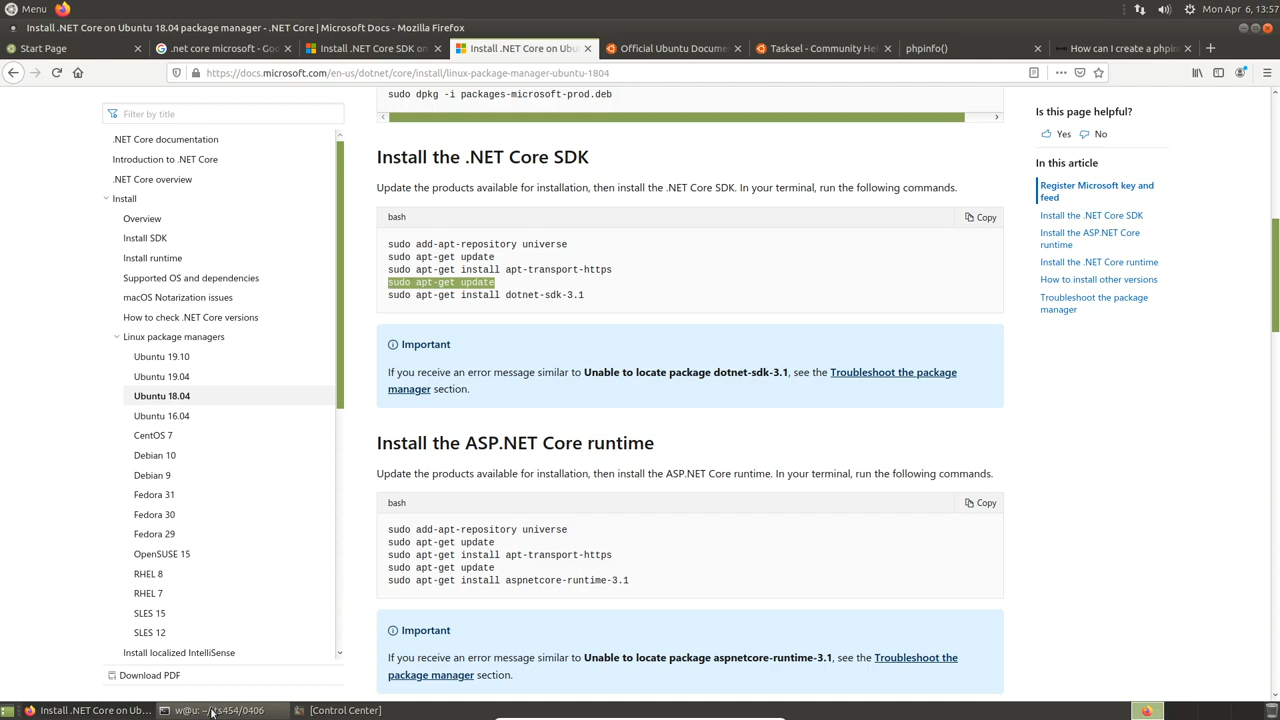 Menu
Mon Apr 6, 13:57
Install .NET Core on Ubuntu 18.04 package manager - .NET Core | Microsoft Docs - Mozilla Firefox
Start Page
.net core microsoft - Goo
Install .NET Core SDK on
Install .NET Core on Ubu
Official Ubuntu Docume
Tasksel - Community He
phpinfo()
How can I create a phpin
https://docs.microsoft.com/en-us/dotnet/core/install/linux-package-manager-ubuntu-1804
Filter by title
.NET Core documentation
Introduction to .NET Core
.NET Core overview
Install
Overview
Install SDK
Install runtime
Supported OS and dependencies
macOS Notarization issues
How to check .NET Core versions
Linux package managers
Ubuntu 19.10
Ubuntu 19.04
Ubuntu 18.04
Ubuntu 16.04
CentOS 7
Debian 10
Debian 9
Fedora 31
Fedora 30
Fedora 29
OpenSUSE 15
RHEL 8
RHEL 7
SLES 15
SLES 12
Install localized IntelliSense
Download PDF
sudo dpkg -i packages-microsoft-prod.deb
Install the .NET Core SDK
Update the products available for installation, then install the .NET Core SDK. In your terminal, run the following commands.
bash
Copy
sudo add-apt-repository universe
sudo apt-get update
sudo apt-get install apt-transport-https
sudo apt-get update
sudo apt-get install dotnet-sdk-3.1
Important
If you receive an error message similar to Unable to locate package dotnet-sdk-3.1, see the Troubleshoot the package
manager section.
Install the ASP.NET Core runtime
Update the products available for installation, then install the ASP.NET Core runtime. In your terminal, run the following commands.
bash
Copy
sudo add-apt-repository universe
sudo apt-get update
sudo apt-get install apt-transport-https
sudo apt-get update
sudo apt-get install aspnetcore-runtime-3.1
Important
If you receive an error message similar to Unable to locate package aspnetcore-runtime-3.1, see the Troubleshoot the
package manager section.
Is this page helpful?
Yes
No
In this article
Register Microsoft key and
feed
Install the .NET Core SDK
Install the ASP.NET Core
runtime
Install the .NET Core runtime
How to install other versions
Troubleshoot the package
manager
Install .NET Core on Ub...
w@u: ~/its454/0406
[Control Center]